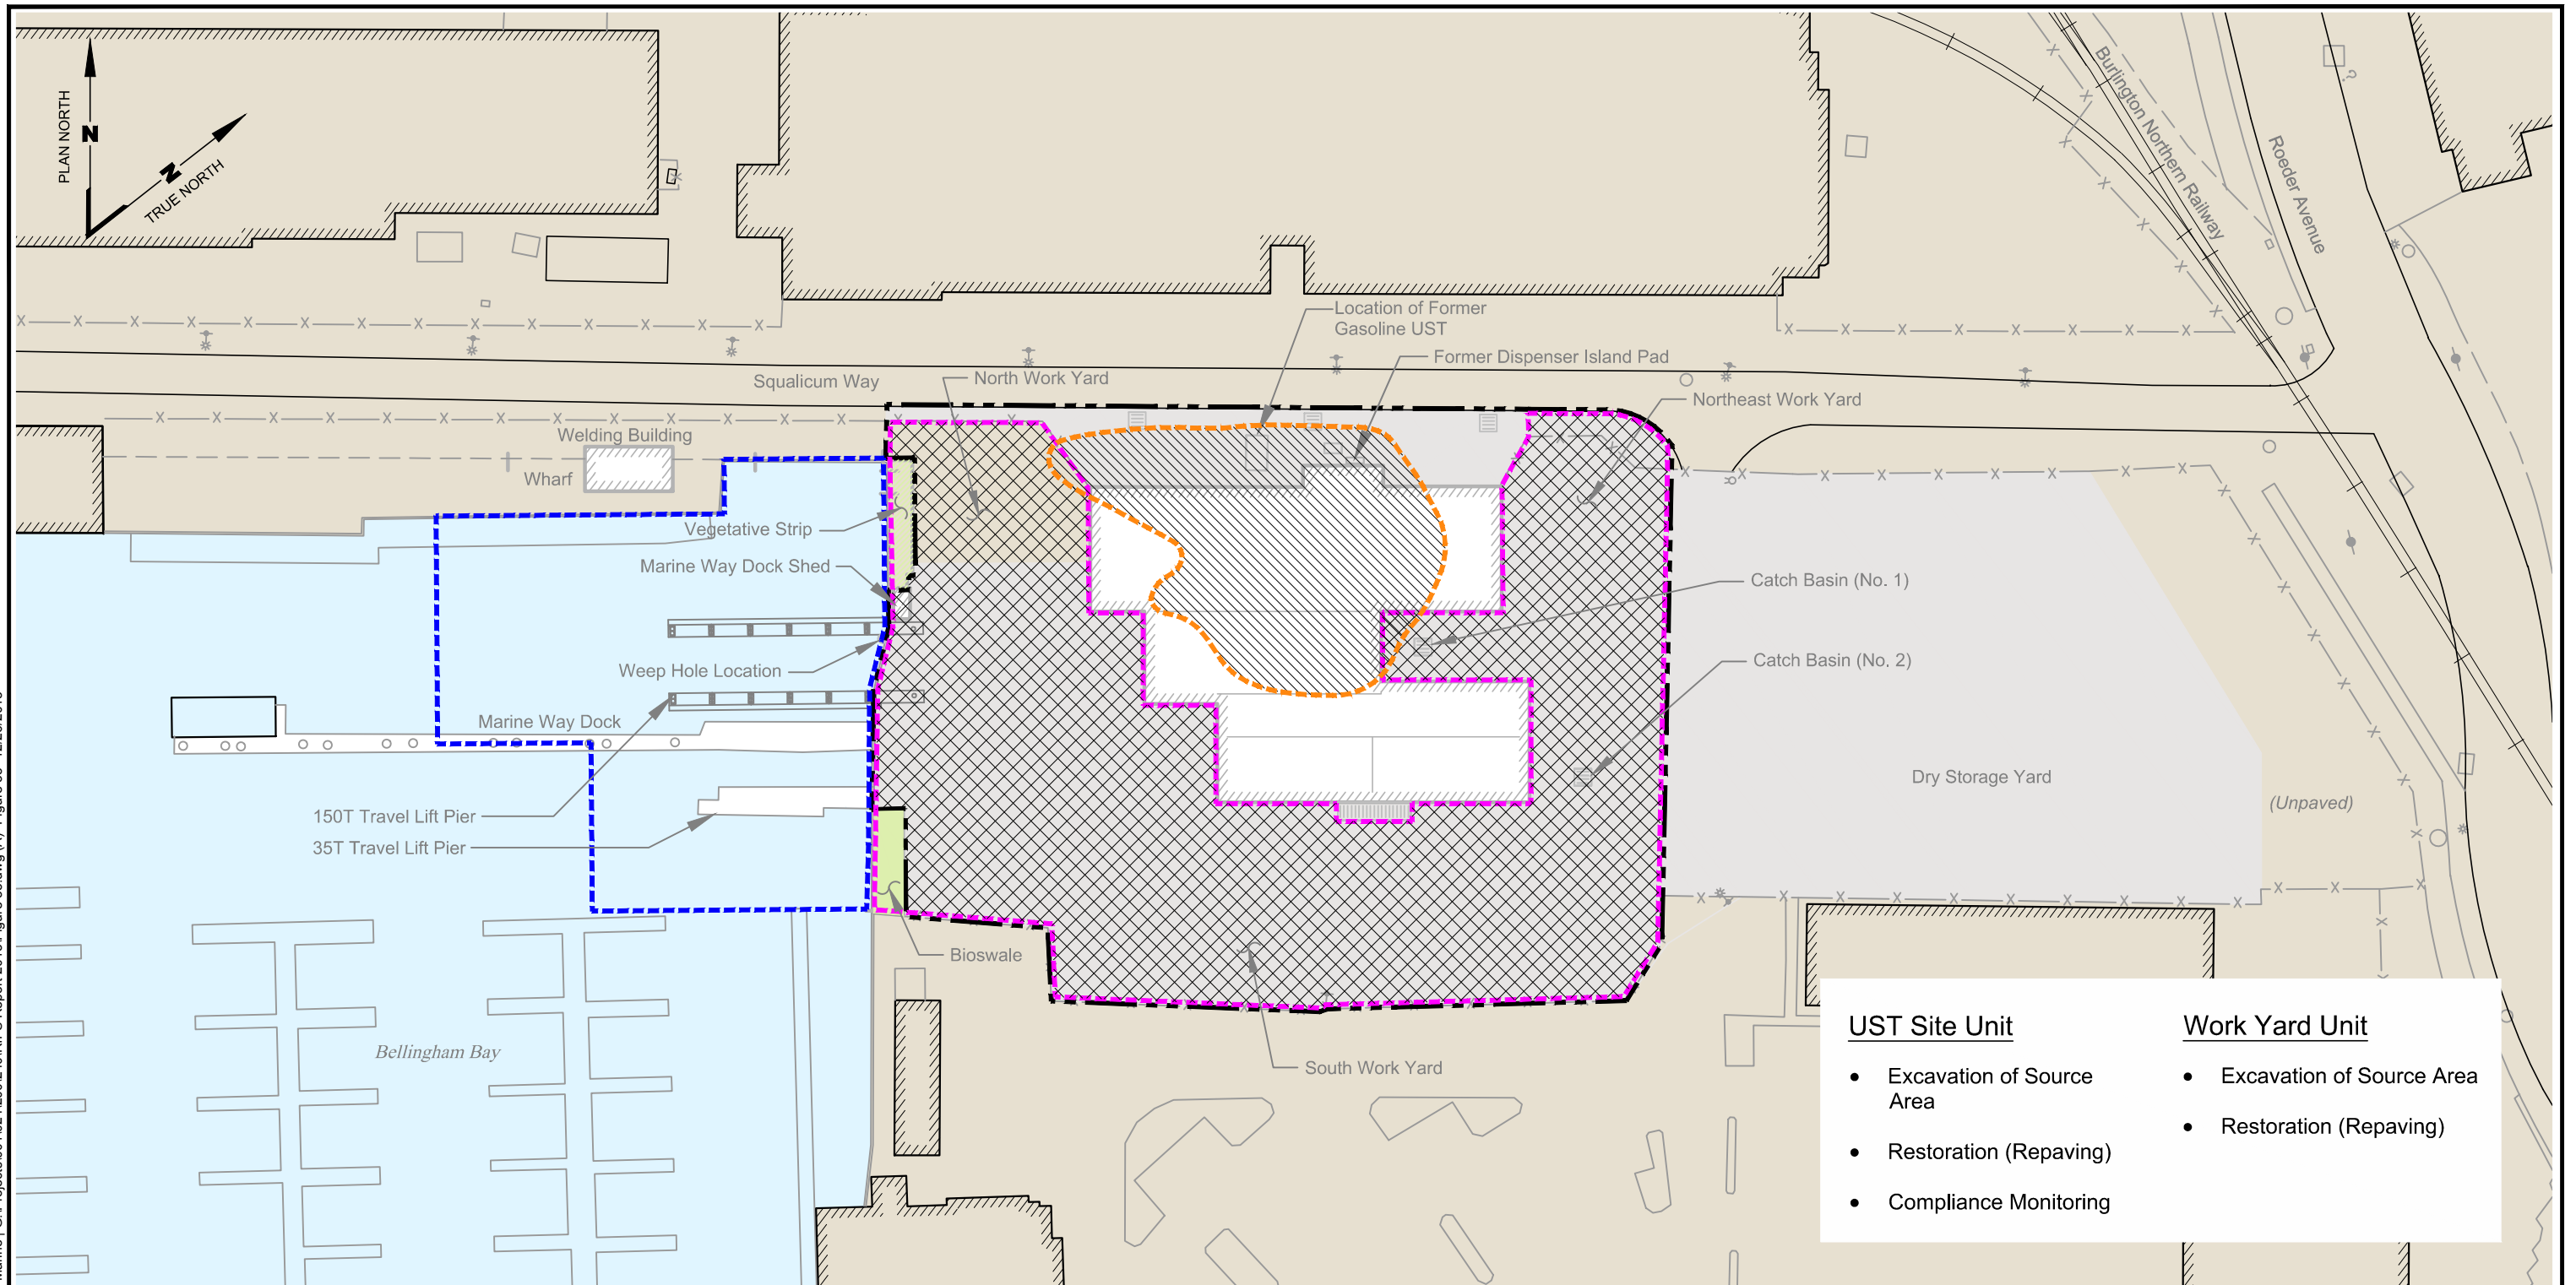 PLAN NORTH
N
N
TRUE NORTH
Burlington Northern Railway
Roeder Avenue
Location of Former
Gasoline UST
Former Dispenser Island Pad
Squalicum Way
North Work Yard
Northeast Work Yard
Welding Building
Wharf
Vegetative Strip
Marine Way Dock Shed
Catch Basin (No. 1)
Weep Hole Location
Catch Basin (No. 2)
Marine Way Dock
Dry Storage Yard
(Unpaved)
150T Travel Lift Pier
35T Travel Lift Pier
Bioswale
Bellingham Bay
South Work Yard
UST Site Unit
• Excavation of Source
Area
• Restoration (Repaving)
• Compliance Monitoring
Work Yard Unit
• Excavation of Source Area
• Restoration (Repaving)